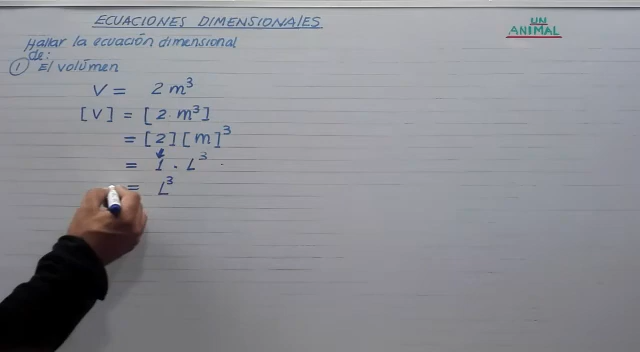 ECUACIONES DIMENSIONALES
UN
ANIMAL
Hallar la ecuación dimensional
de:
① El volúmen
V = 2 m³
[V] = [2 · m³]
= [2][m]³
= 1 · L³
= L³